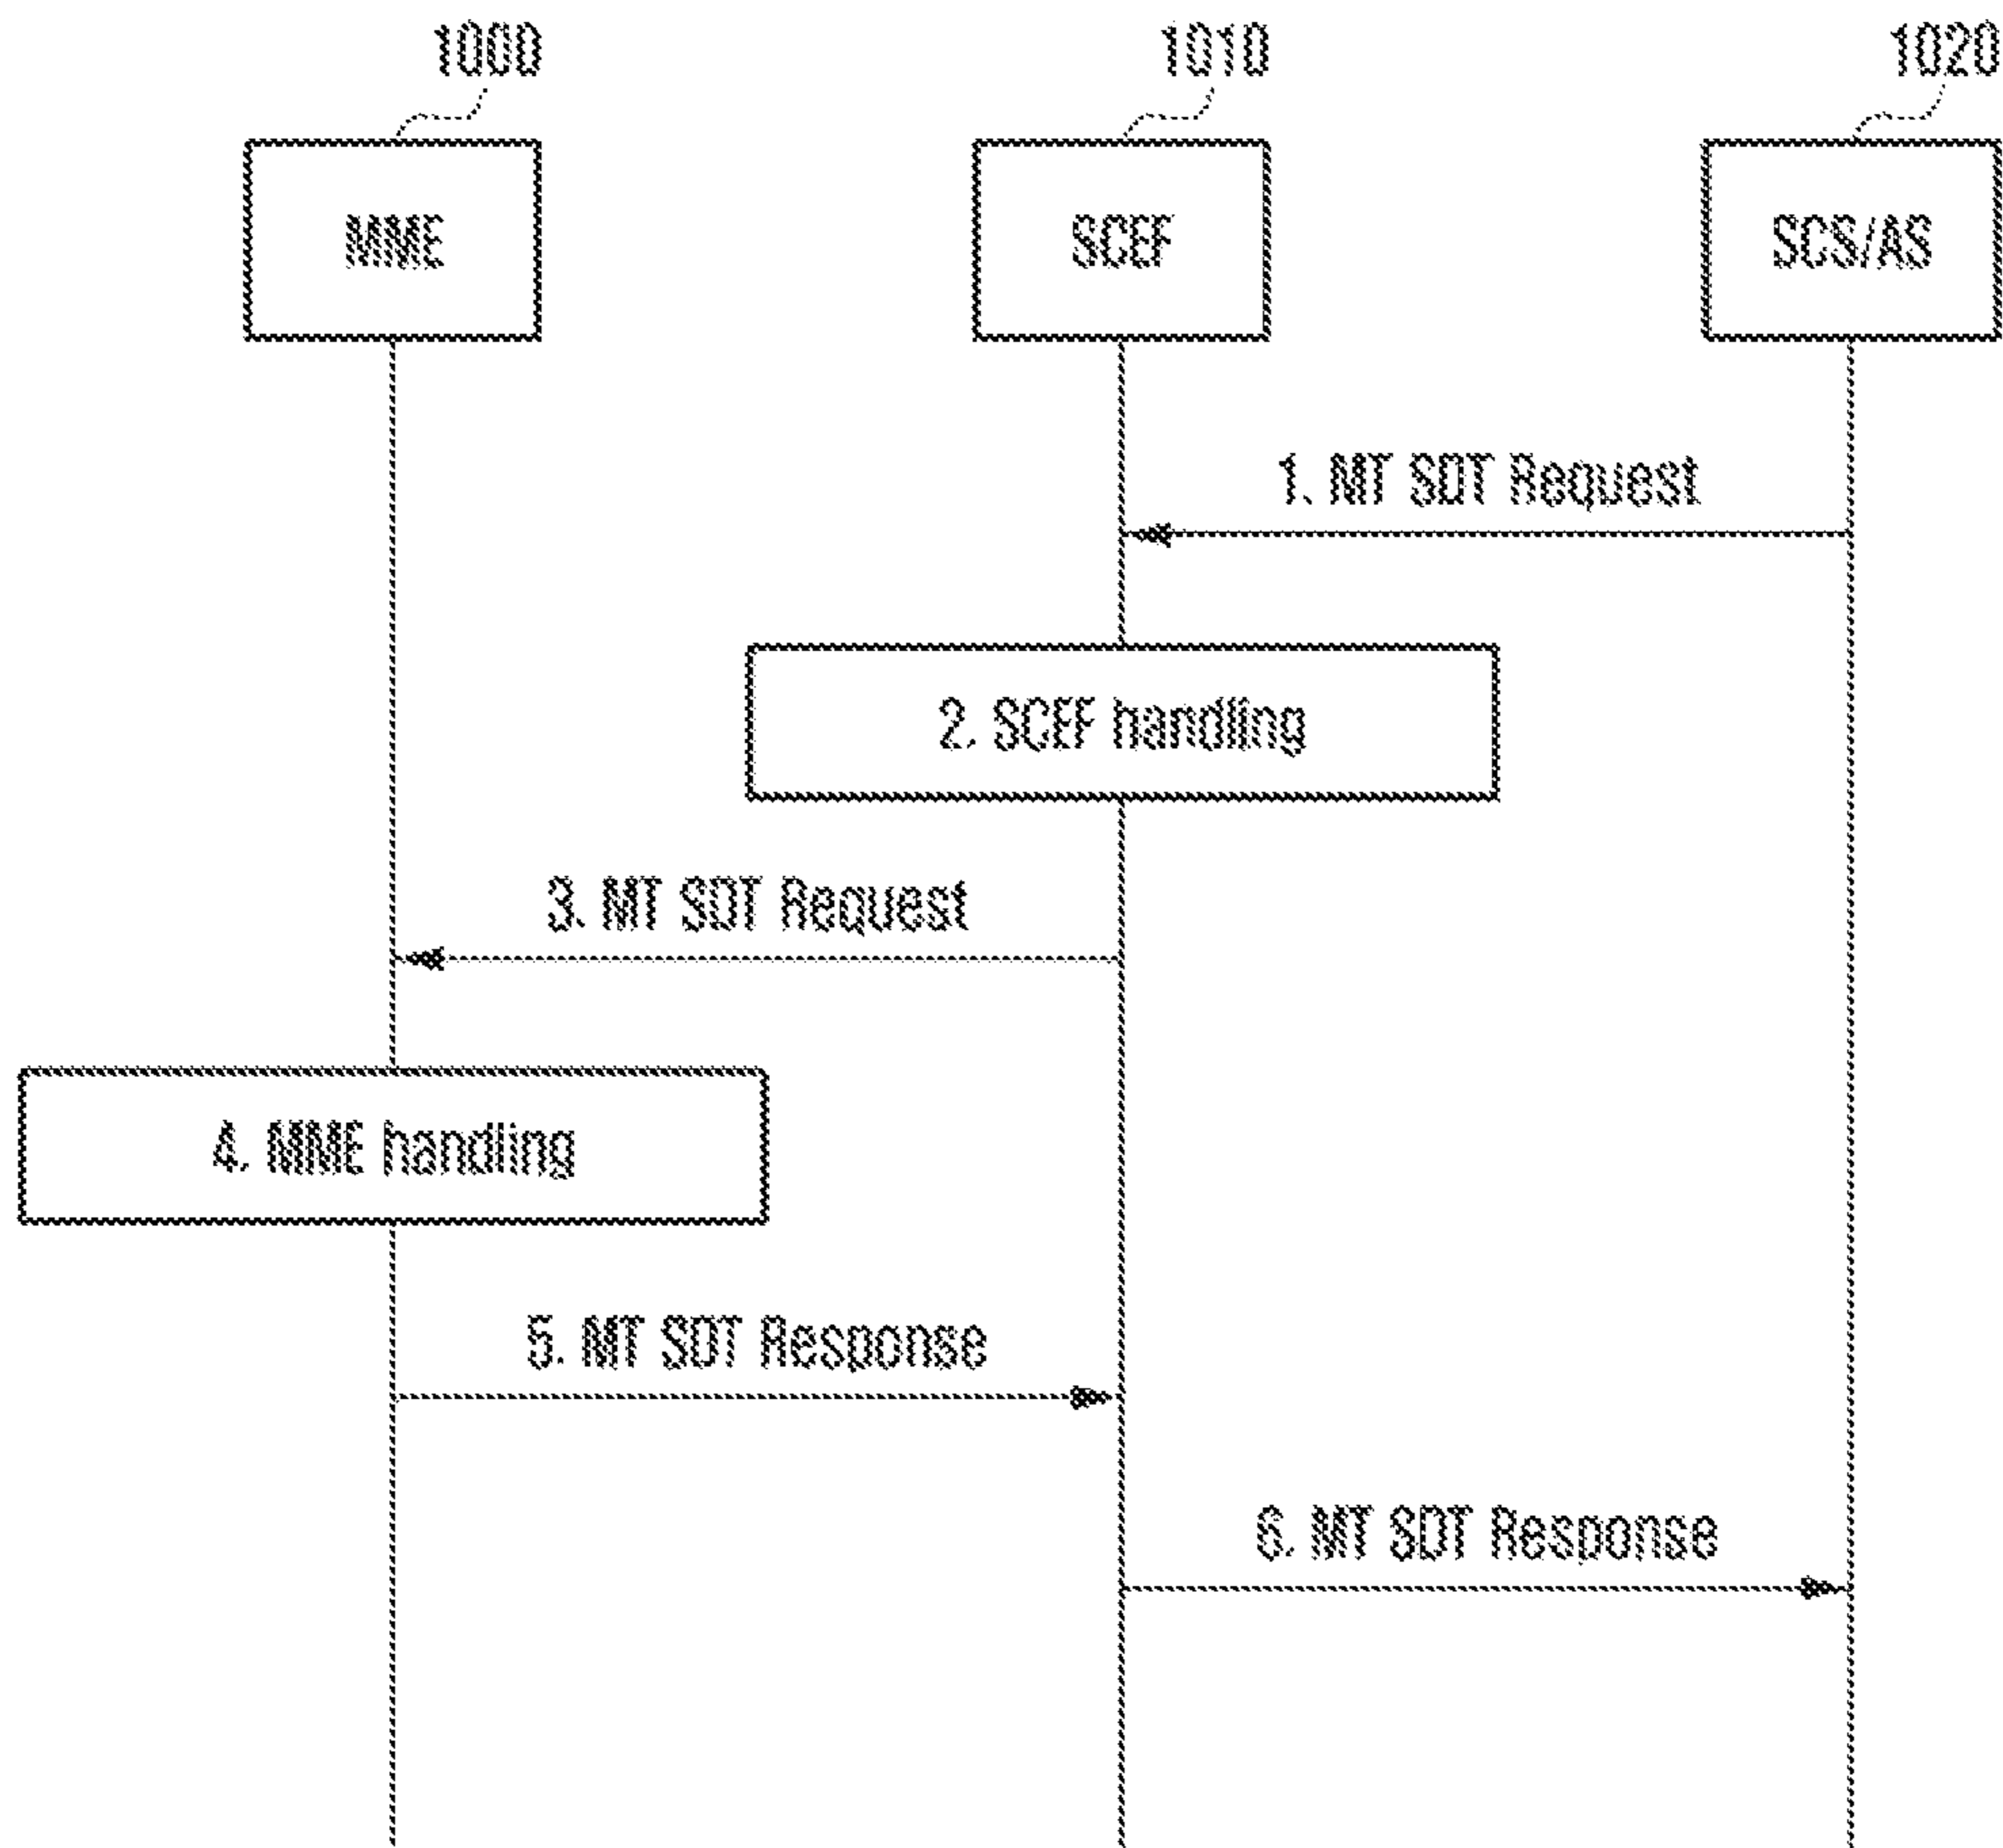 1000
1010
1020
MME
SCEF
SCS/AS
1. MT SDT Request
2. SCEF handling
3. MT SDT Request
4. MME handling
5. MT SDT Response
6. MT SDT Response